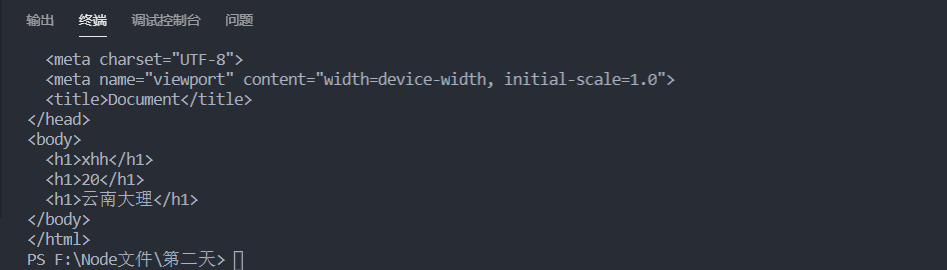 输出 终端 调试控制台 问题
<meta charset="UTF-8">
<meta name="viewport" content="width=device-width, initial-scale=1.0">
<title>Document</title>
</head>
<body>
<h1>xhh</h1>
<h1>20</h1>
<h1>云南大理</h1>
</body>
</html>
PS F:\Node文件\第二天>